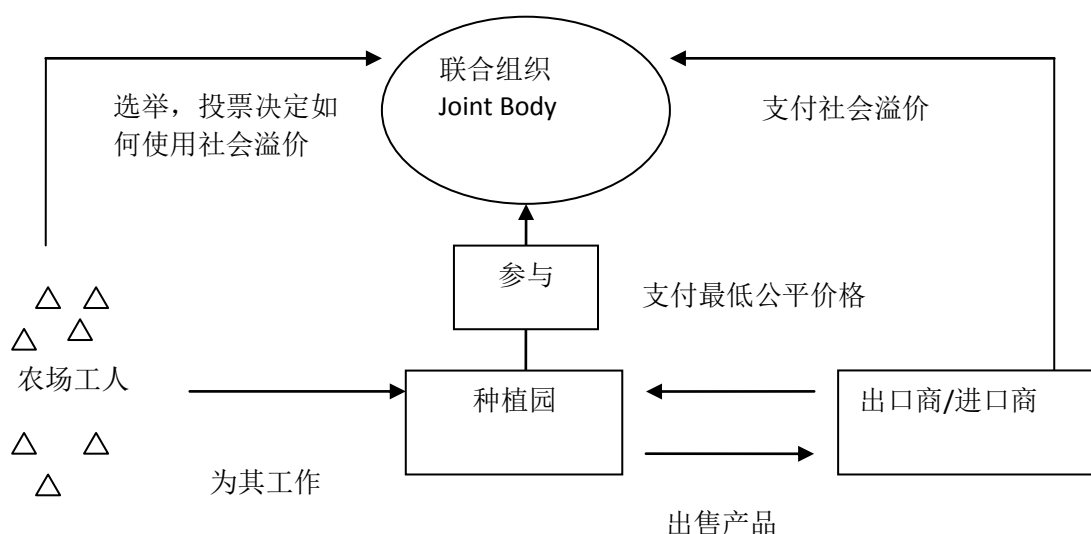 联合组织
Joint Body
选举，投票决定如
何使用社会溢价
支付社会溢价
参与
支付最低公平价格
农场工人
种植园
出口商/进口商
为其工作
出售产品